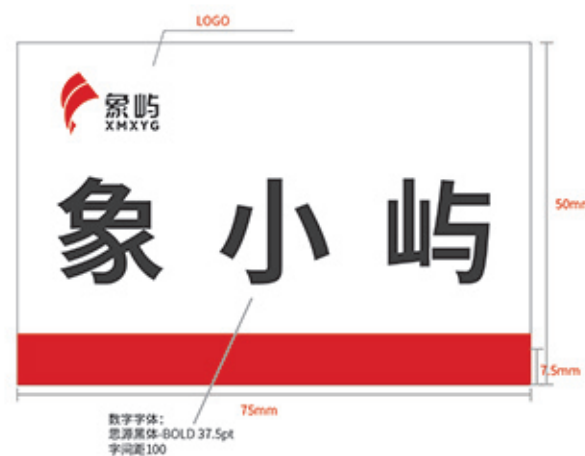 LOGO
象屿
XMXYG
象小屿
50mm
7.5mm
75mm
数字字体：
思源黑体-BOLD 37.5pt
字间距100